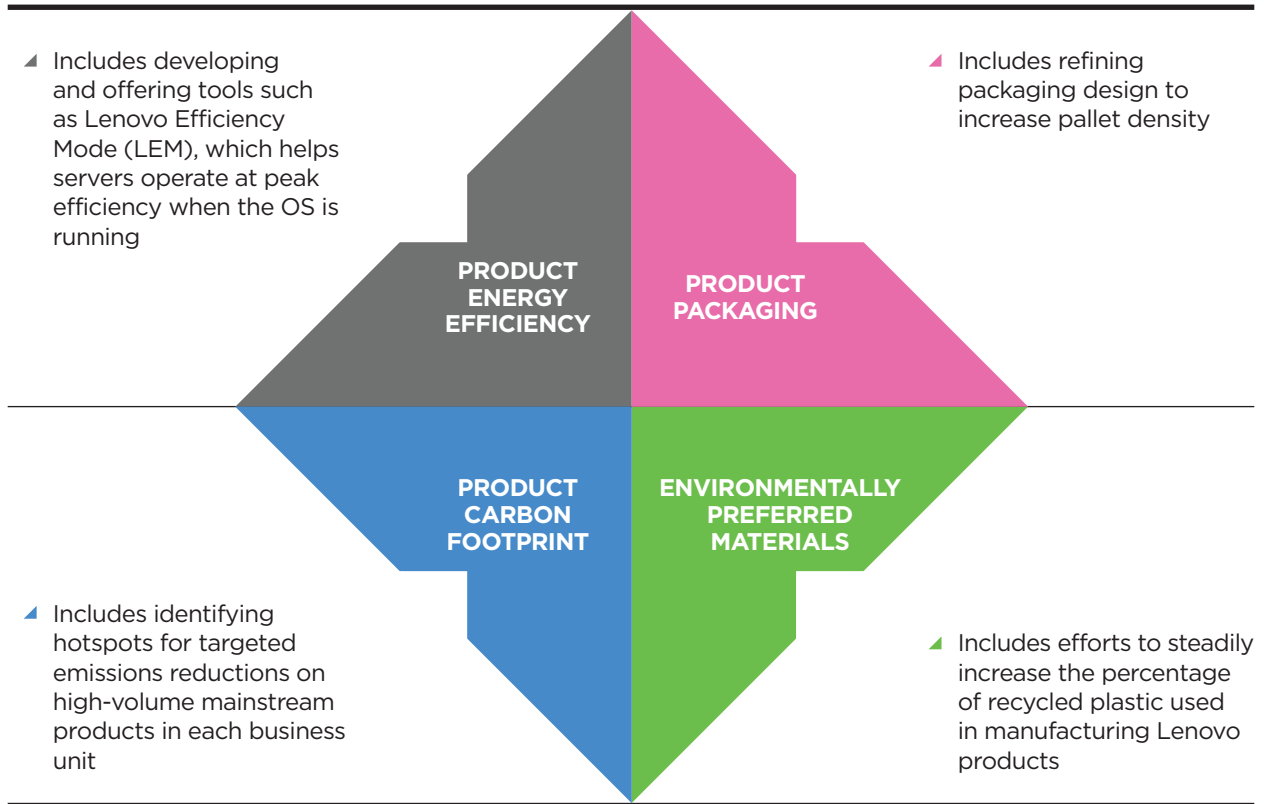 Includes developing
and offering tools such
as Lenovo Efficiency
Mode (LEM), which helps
servers operate at peak
efficiency when the OS is
running
Includes refining
packaging design to
increase pallet density
PRODUCT
ENERGY
EFFICIENCY
PRODUCT
PACKAGING
PRODUCT
CARBON
FOOTPRINT
ENVIRONMENTALLY
PREFERRED
MATERIALS
Includes identifying
hotspots for targeted
emissions reductions on
high-volume mainstream
products in each business
unit
Includes efforts to steadily
increase the percentage
of recycled plastic used
in manufacturing Lenovo
products